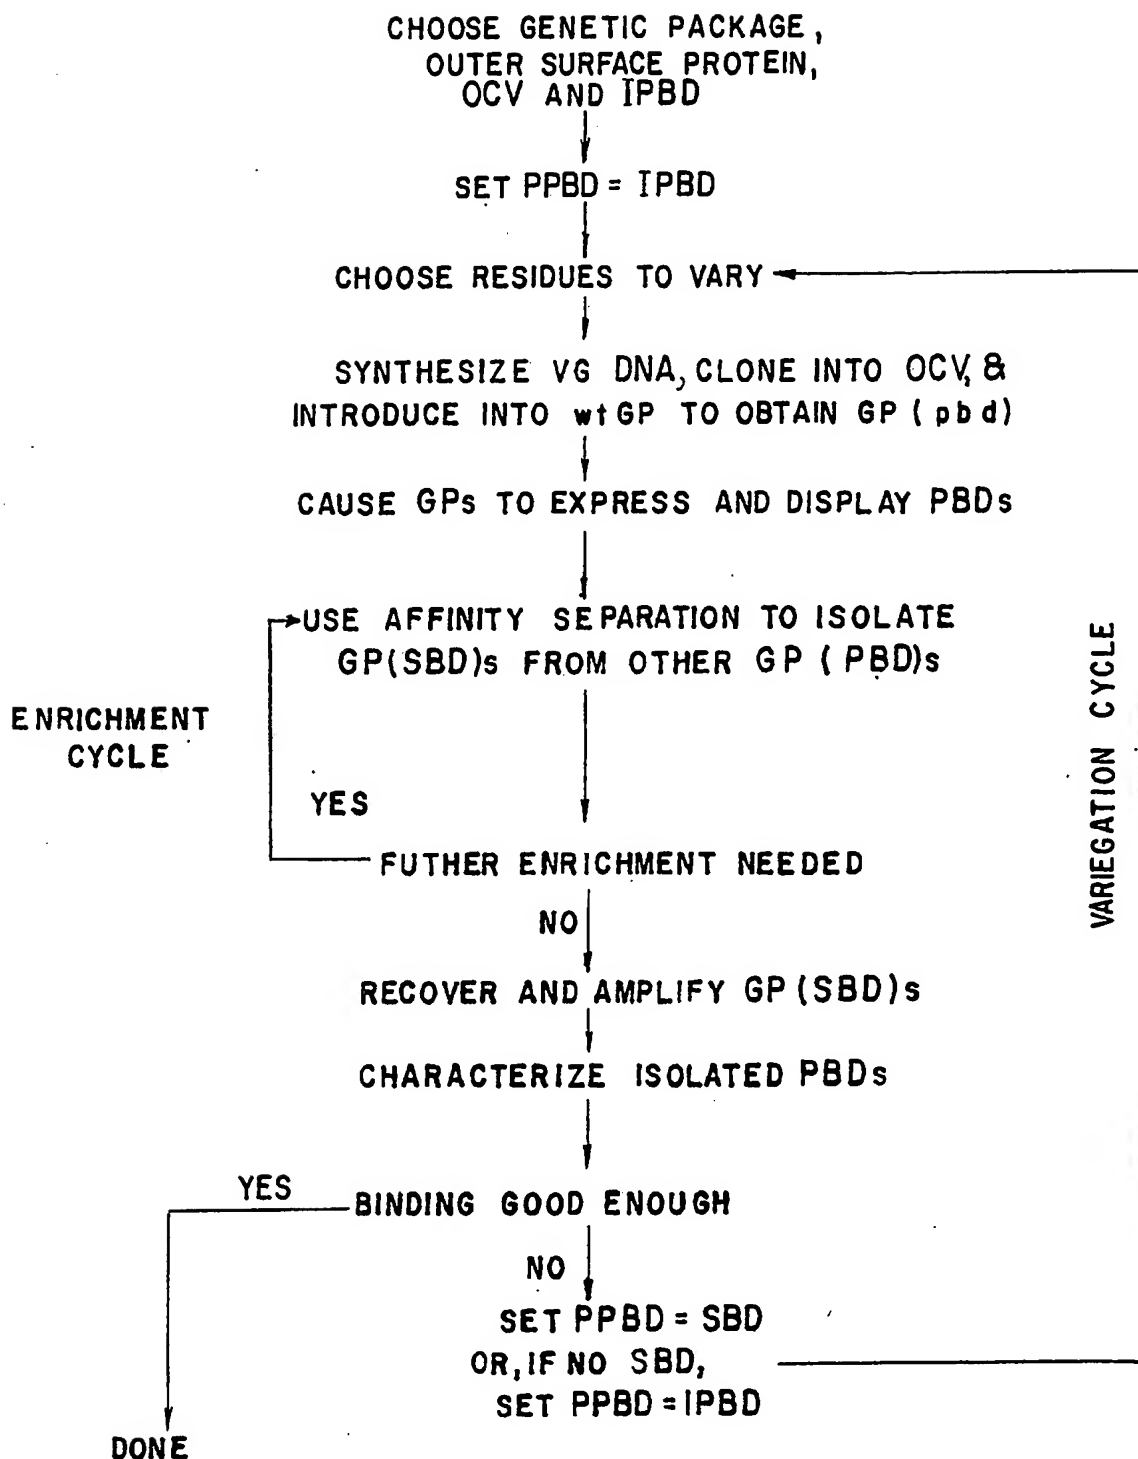 CHOOSE GENETIC PACKAGE,
OUTER SURFACE PROTEIN,
OCV AND IPBD
SET PPBD = IPBD
CHOOSE RESIDUES TO VARY
SYNTHESIZE VG DNA, CLONE INTO OCV, &
INTRODUCE INTO wtGP TO OBTAIN GP (pbd)
CAUSE GPs TO EXPRESS AND DISPLAY PBDs
USE AFFINITY SEPARATION TO ISOLATE
GP(SBD)s FROM OTHER GP (PBD)s
ENRICHMENT
CYCLE
YES
VARIEGATION CYCLE
FUTHER ENRICHMENT NEEDED
NO
RECOVER AND AMPLIFY GP (SBD)s
CHARACTERIZE ISOLATED PBDs
YES
BINDING GOOD ENOUGH
NO
SET PPBD = SBD
OR, IF NO SBD,
SET PPBD = IPBD
DONE